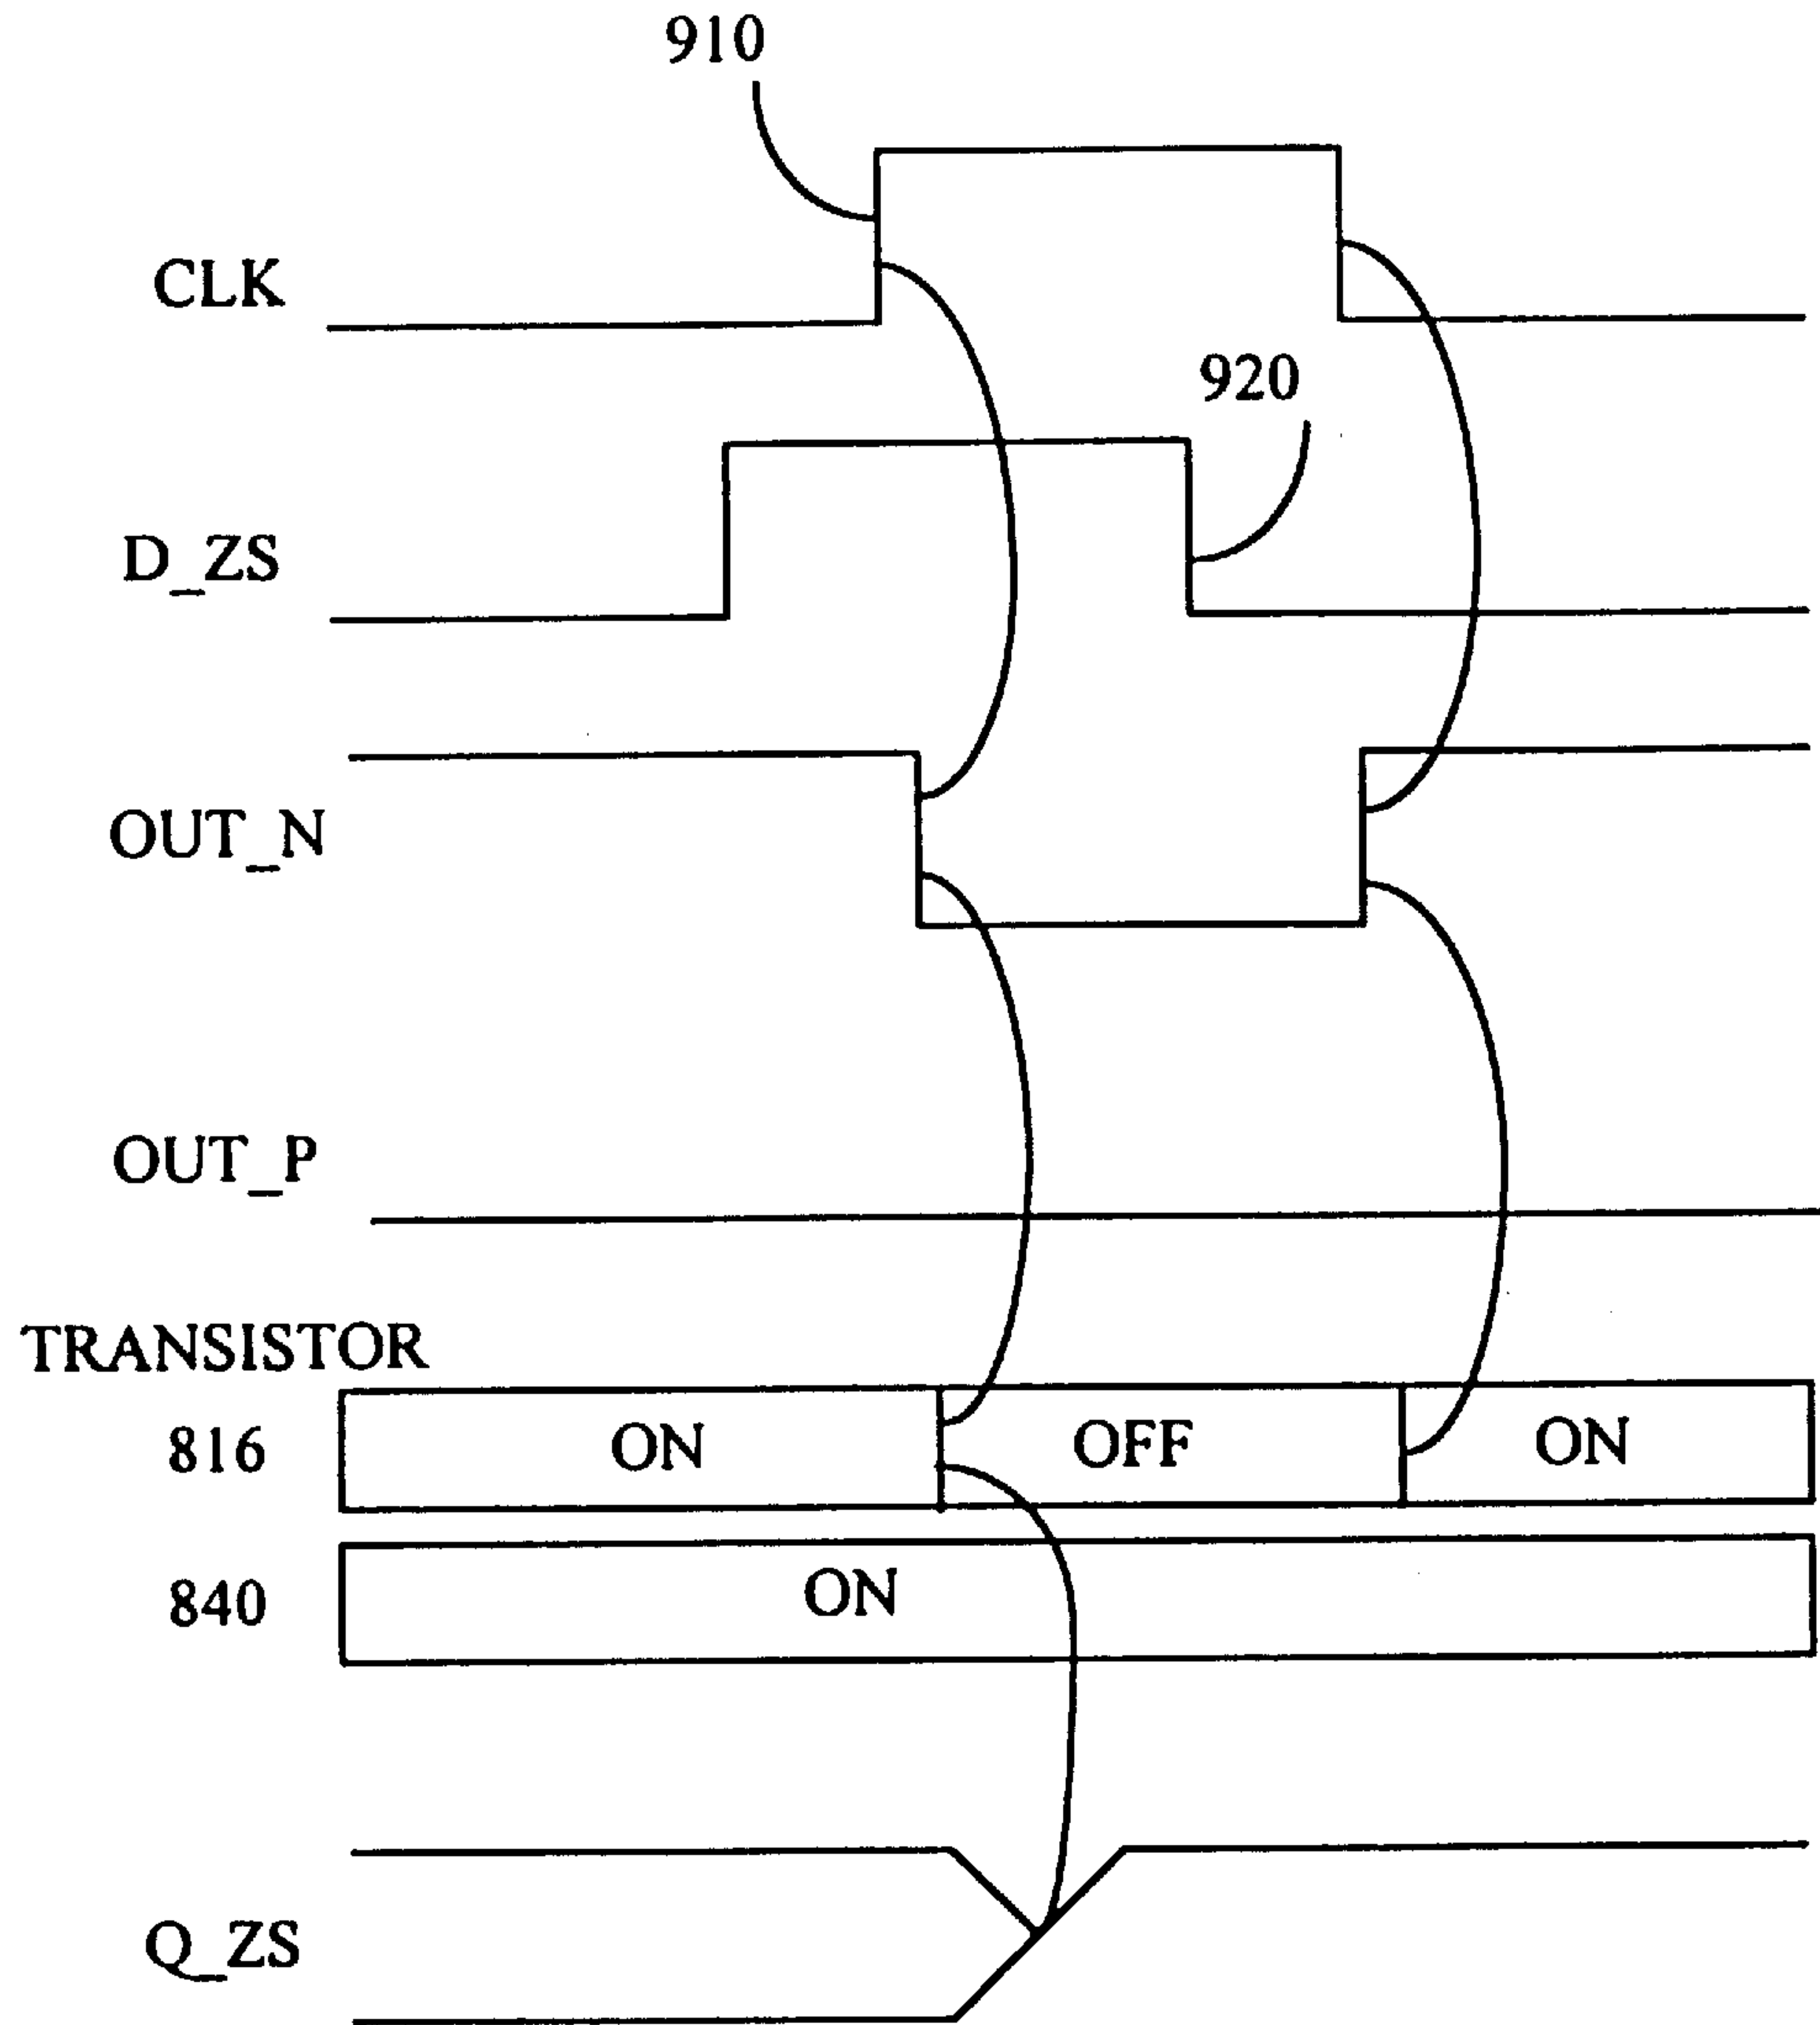 910
CLK
920
D_ZS
OUT_N
OUT_P
TRANSISTOR
816 ON OFF ON
840 ON
Q_ZS